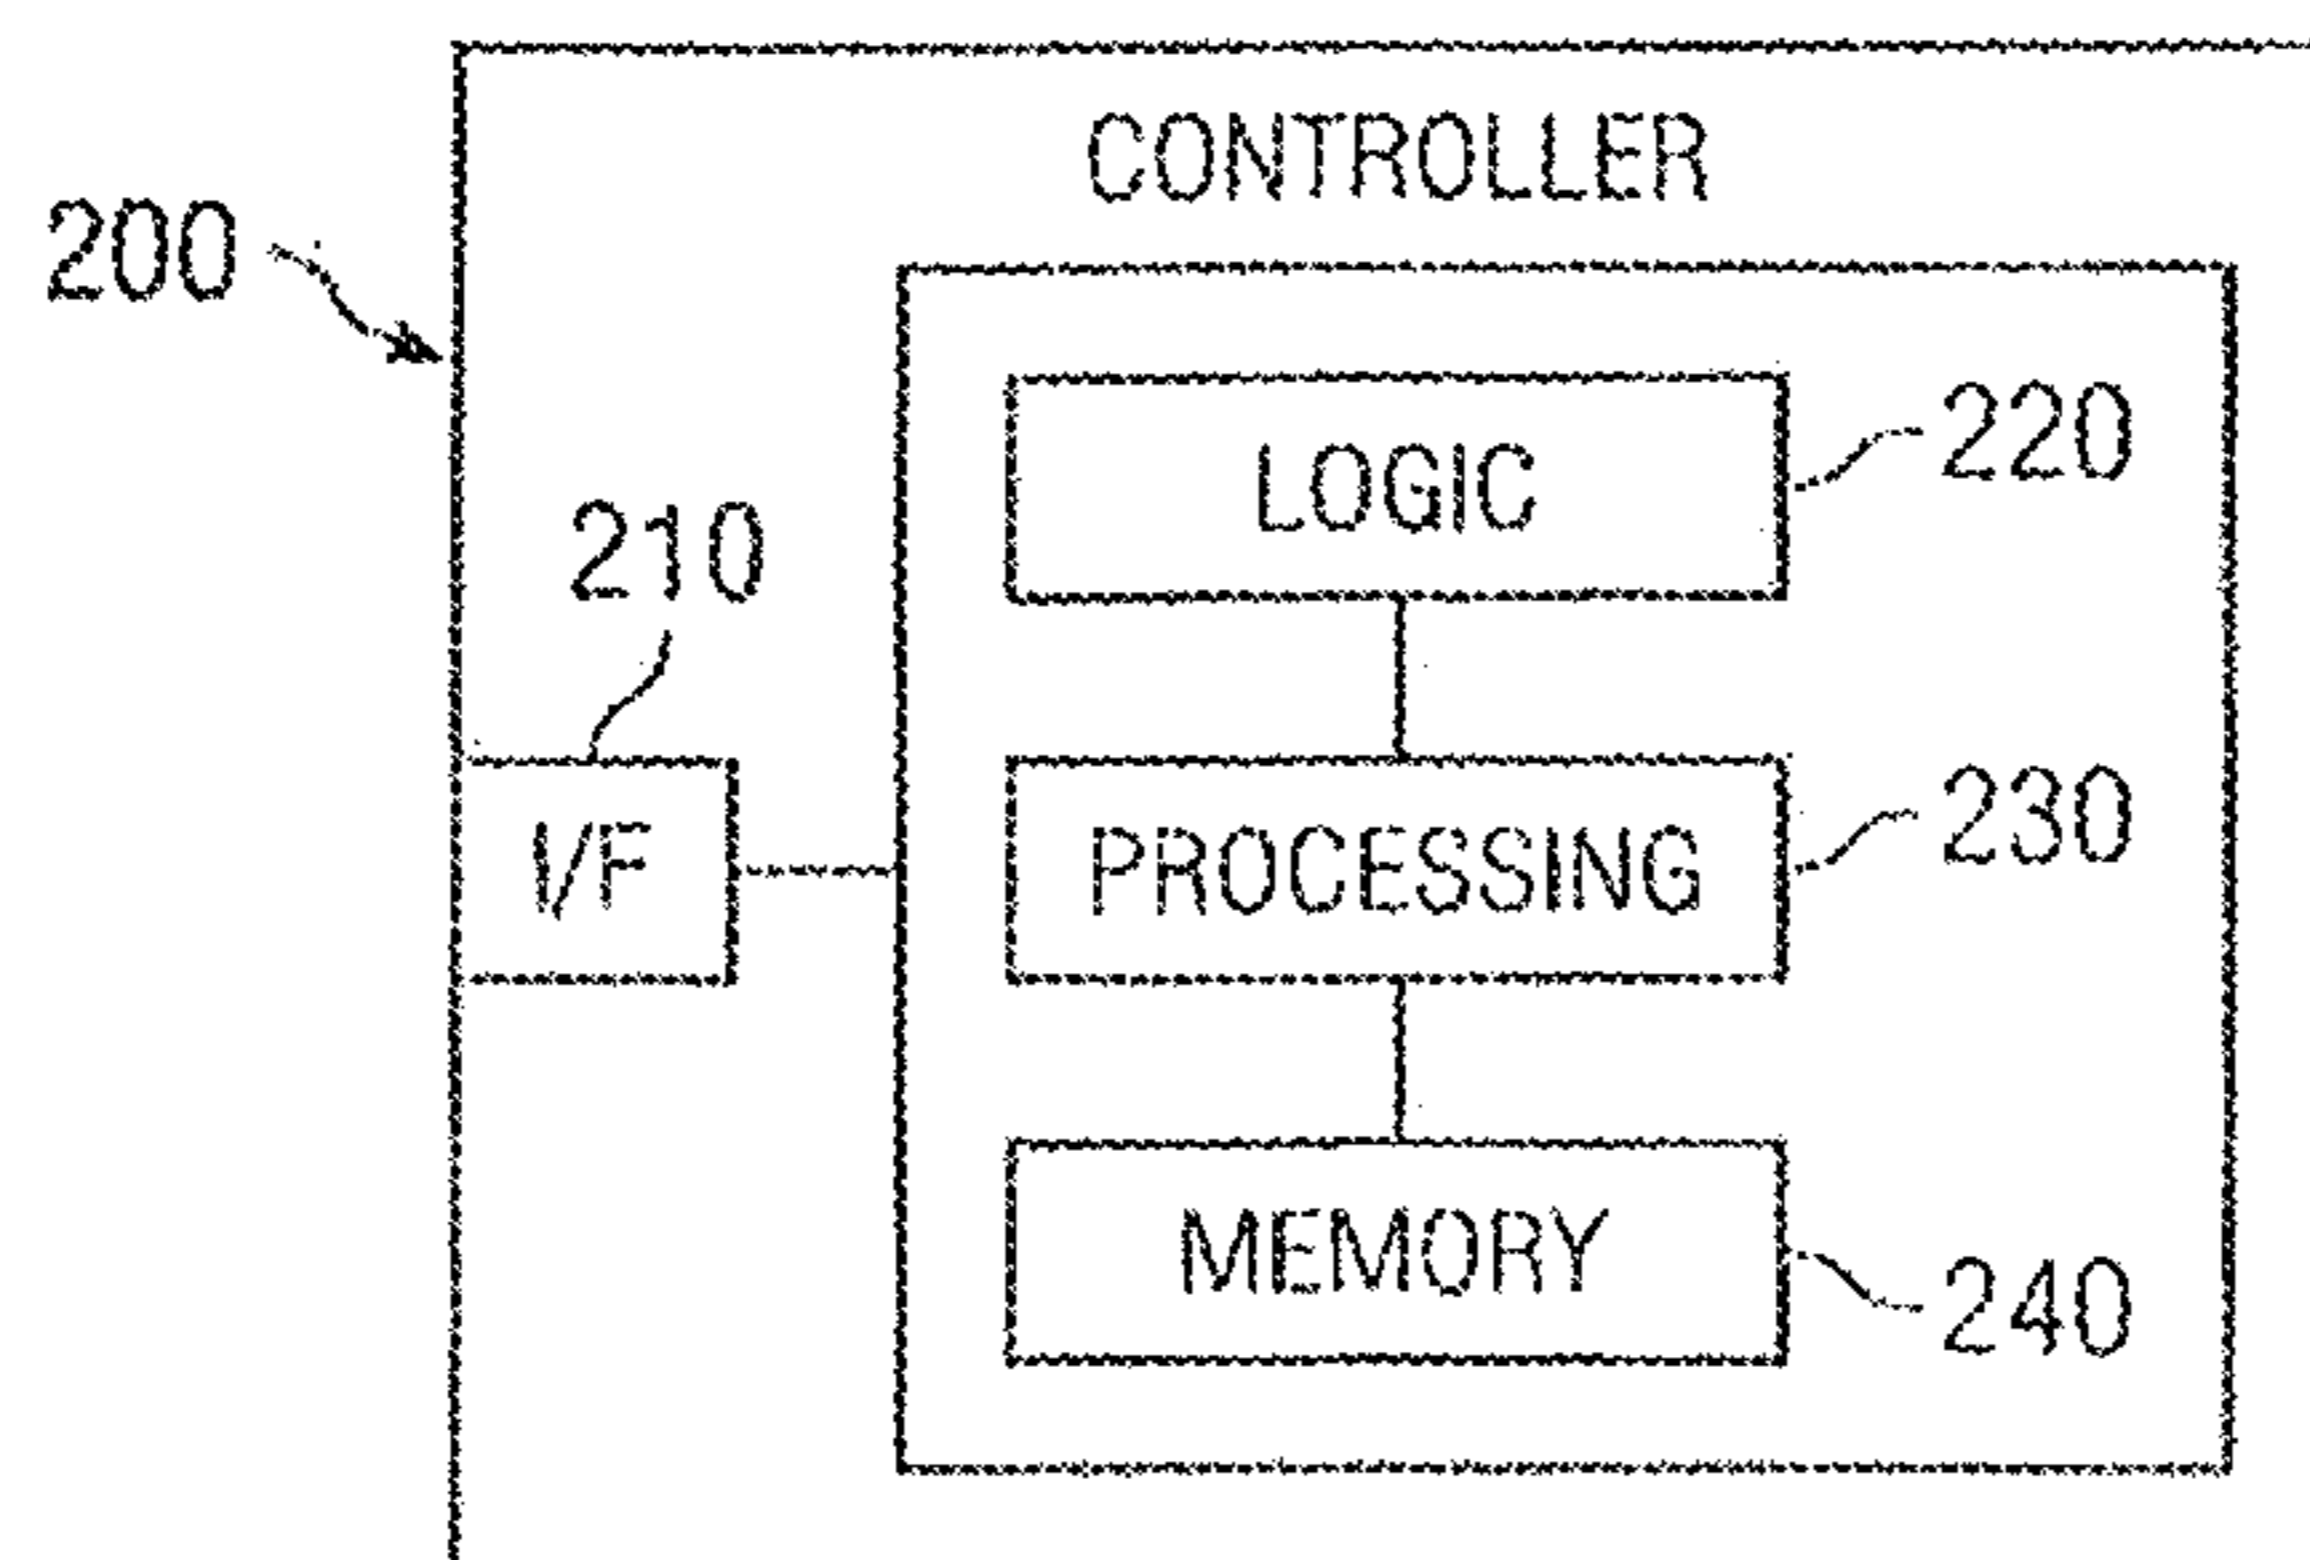 CONTROLLER
200
LOGIC
220
210
I/F
PROCESSING
230
MEMORY
240